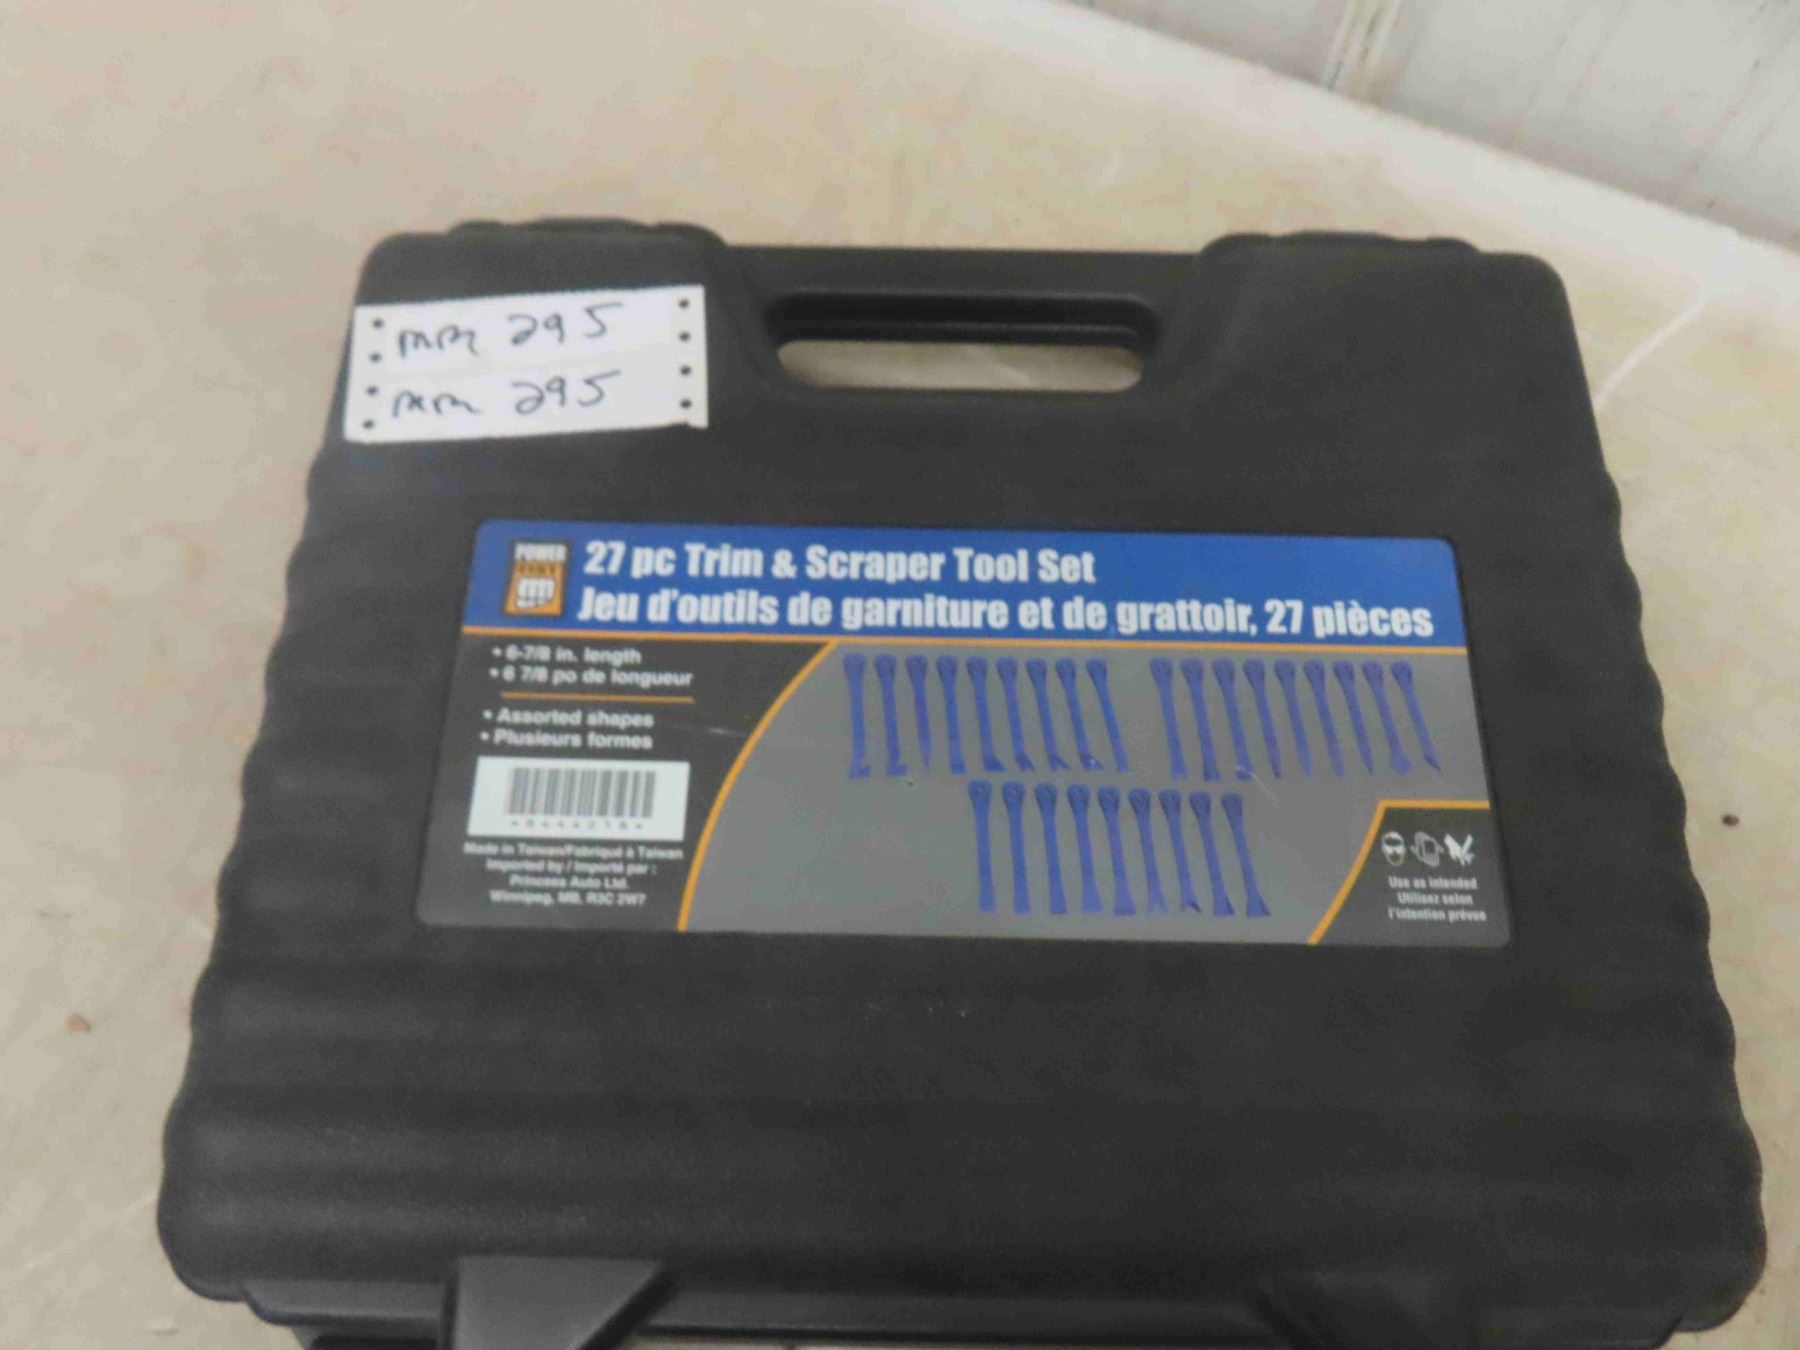 mm 295
mm 295
POWER
FIST
27 pc Trim & Scraper Tool Set
Jeu d'outils de garniture et de grattoir, 27 pièces
• 6-7/8 in. length
• 6 7/8 po de longueur
• Assorted shapes
• Plusieurs formes
Made in Taiwan/Fabriqué à Taiwan
Imported by / Importé par :
Princess Auto Ltd.
Winnipeg, MB, R3C 2W7
Use as intended
Utilisez selon
l'intention prévue